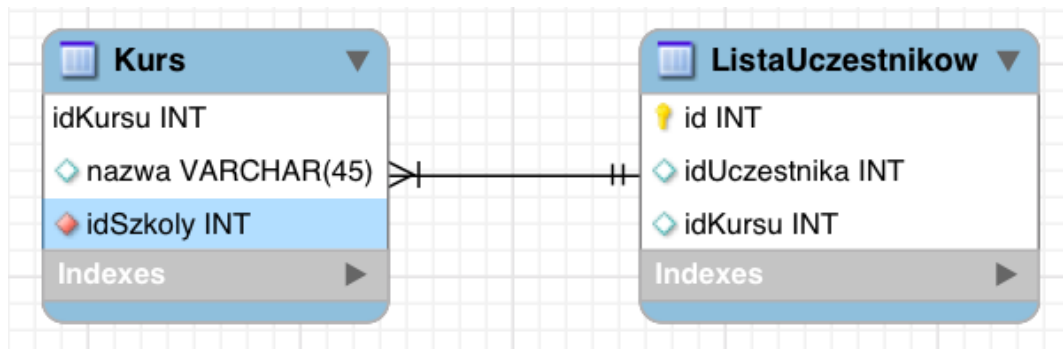 Kurs
idKursu INT
nazwa VARCHAR(45)
idSzkoly INT
Indexes
ListaUczestnikow
id INT
idUczestnika INT
idKursu INT
Indexes